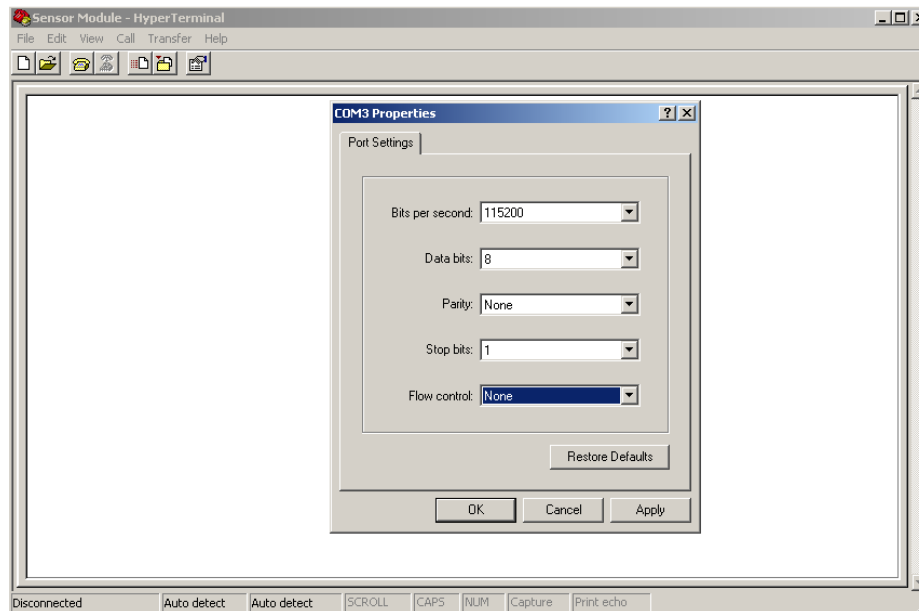 Sensor Module - HyperTerminal
File Edit View Call Transfer Help
COM3 Properties
Port Settings
Bits per second: 115200
Data bits: 8
Parity: None
Stop bits: 1
Flow control: None
Restore Defaults
OK Cancel Apply
Disconnected Auto detect Auto detect SCROLL CAPS NUM Capture Print echo